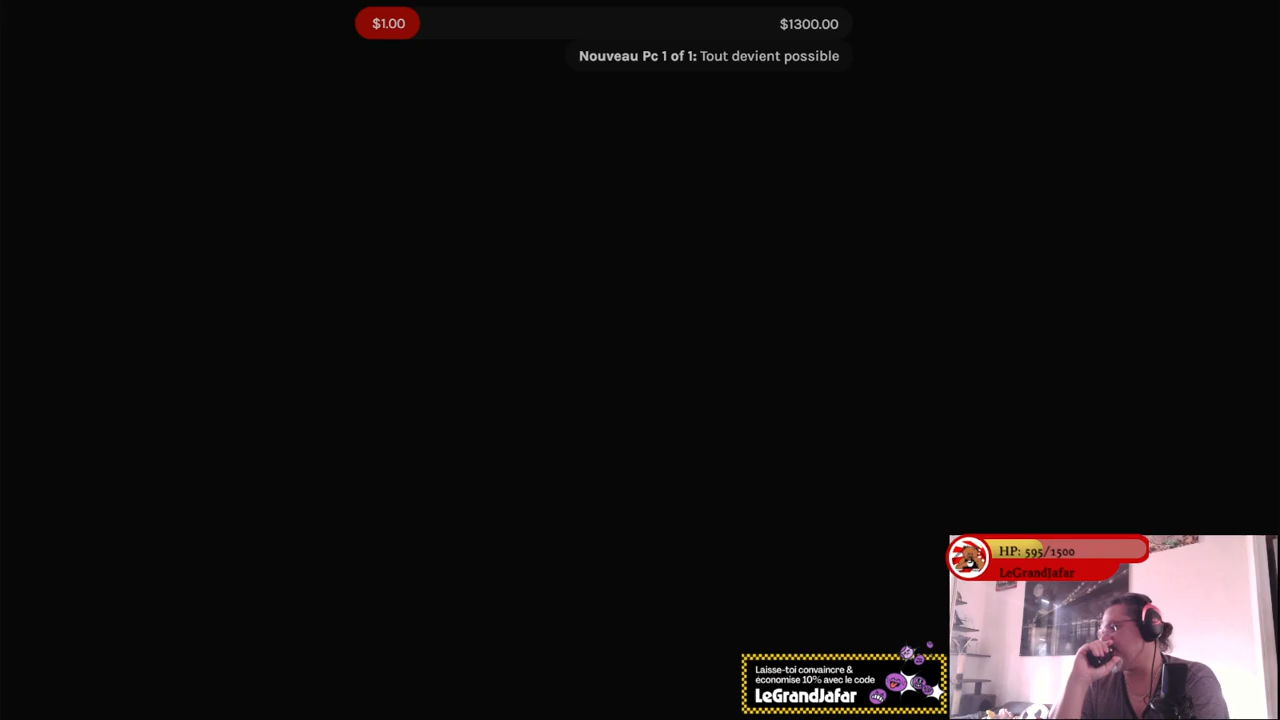 $1.00
$1300.00
Nouveau Pc 1 of 1: Tout devient possible
HP: 595/1500
LeGrandJafar
Laisse-toi convaincre &
économise 10% avec le code
LeGrandJafar